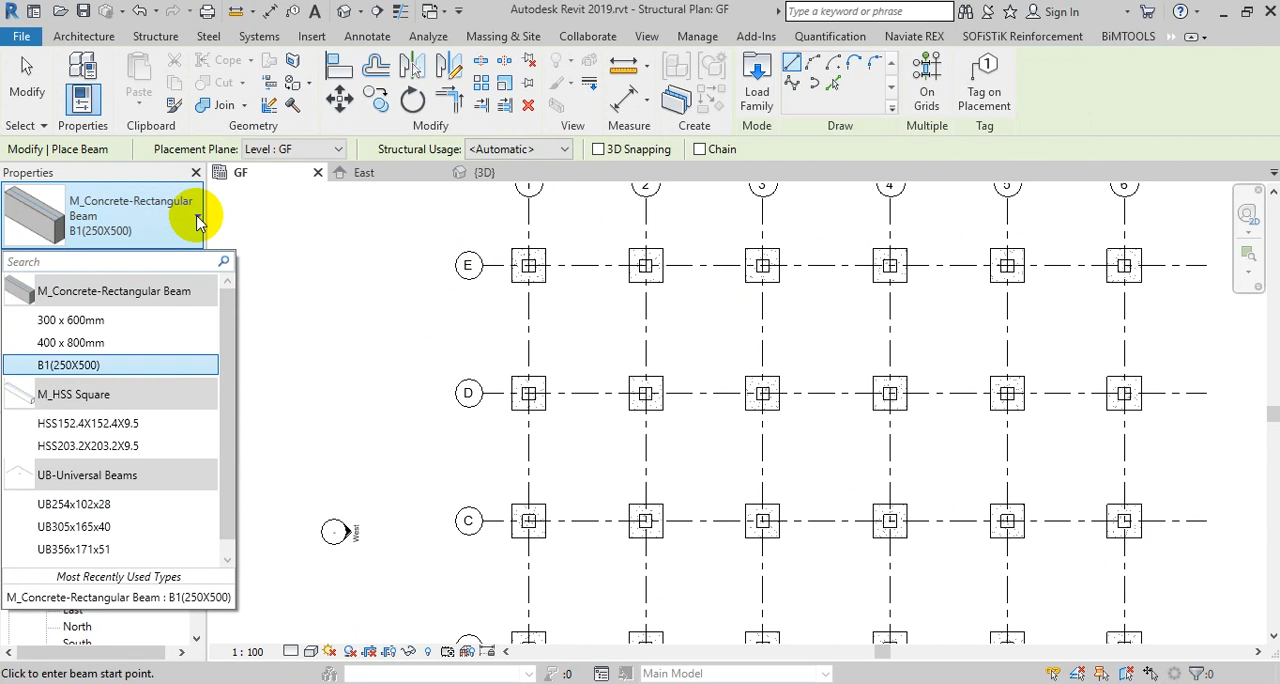 Autodesk Revit 2019.rvt - Structural Plan: GF
Type a keyword or phrase
Sign In
File Architecture Structure Steel Systems Insert Annotate Analyze Massing & Site Collaborate View Manage Add-Ins Quantification Naviate REX SOFiSTiK Reinforcement BiMTOOLS
Modify
Select
Properties
Paste
Cope
Cut
Join
Clipboard
Geometry
Modify
View
Measure
Create
Load
Family
Mode
Draw
On
Grids
Multiple
1
Tag on
Placement
Tag
Modify | Place Beam
Placement Plane: Level : GF
Structural Usage: <Automatic>
3D Snapping
Chain
Properties
GF
East
{3D}
M_Concrete-Rectangular
Beam
B1(250X500)
Search
M_Concrete-Rectangular Beam
300 x 600mm
400 x 800mm
B1(250X500)
M_HSS Square
HSS152.4X152.4X9.5
HSS203.2X203.2X9.5
UB-Universal Beams
UB254x102x28
UB305x165x40
UB356x171x51
Most Recently Used Types
M_Concrete-Rectangular Beam : B1(250X500)
East
North
South
1 2 3 4 5 6
E
D
C
West
2D
1 : 100
Click to enter beam start point.
:0
Main Model
:0